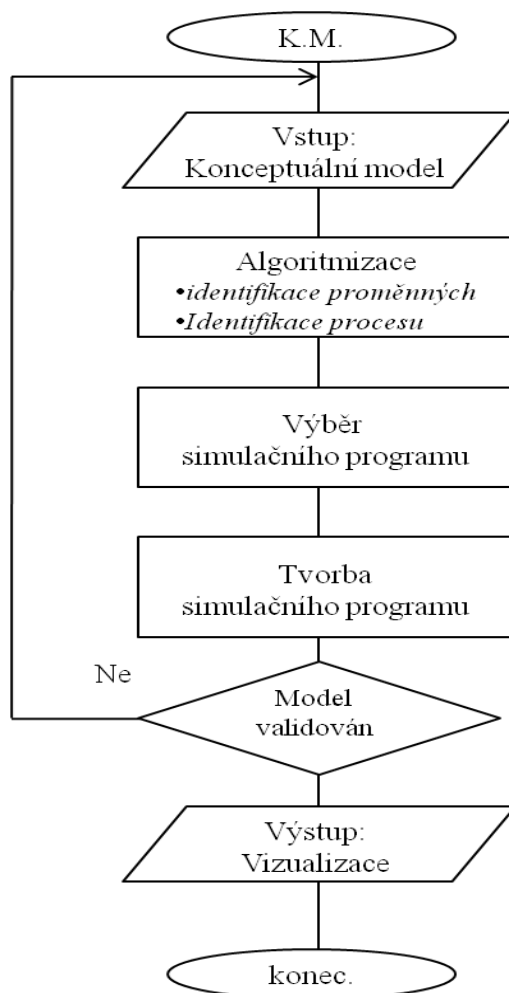 K.M.
Vstup:
Konceptuální model
Algoritmizace
•identifikace proměnných
•Identifikace procesu
Výběr
simulačního programu
Tvorba
simulačního programu
Ne
Model
validován
Výstup:
Vizualizace
konec.